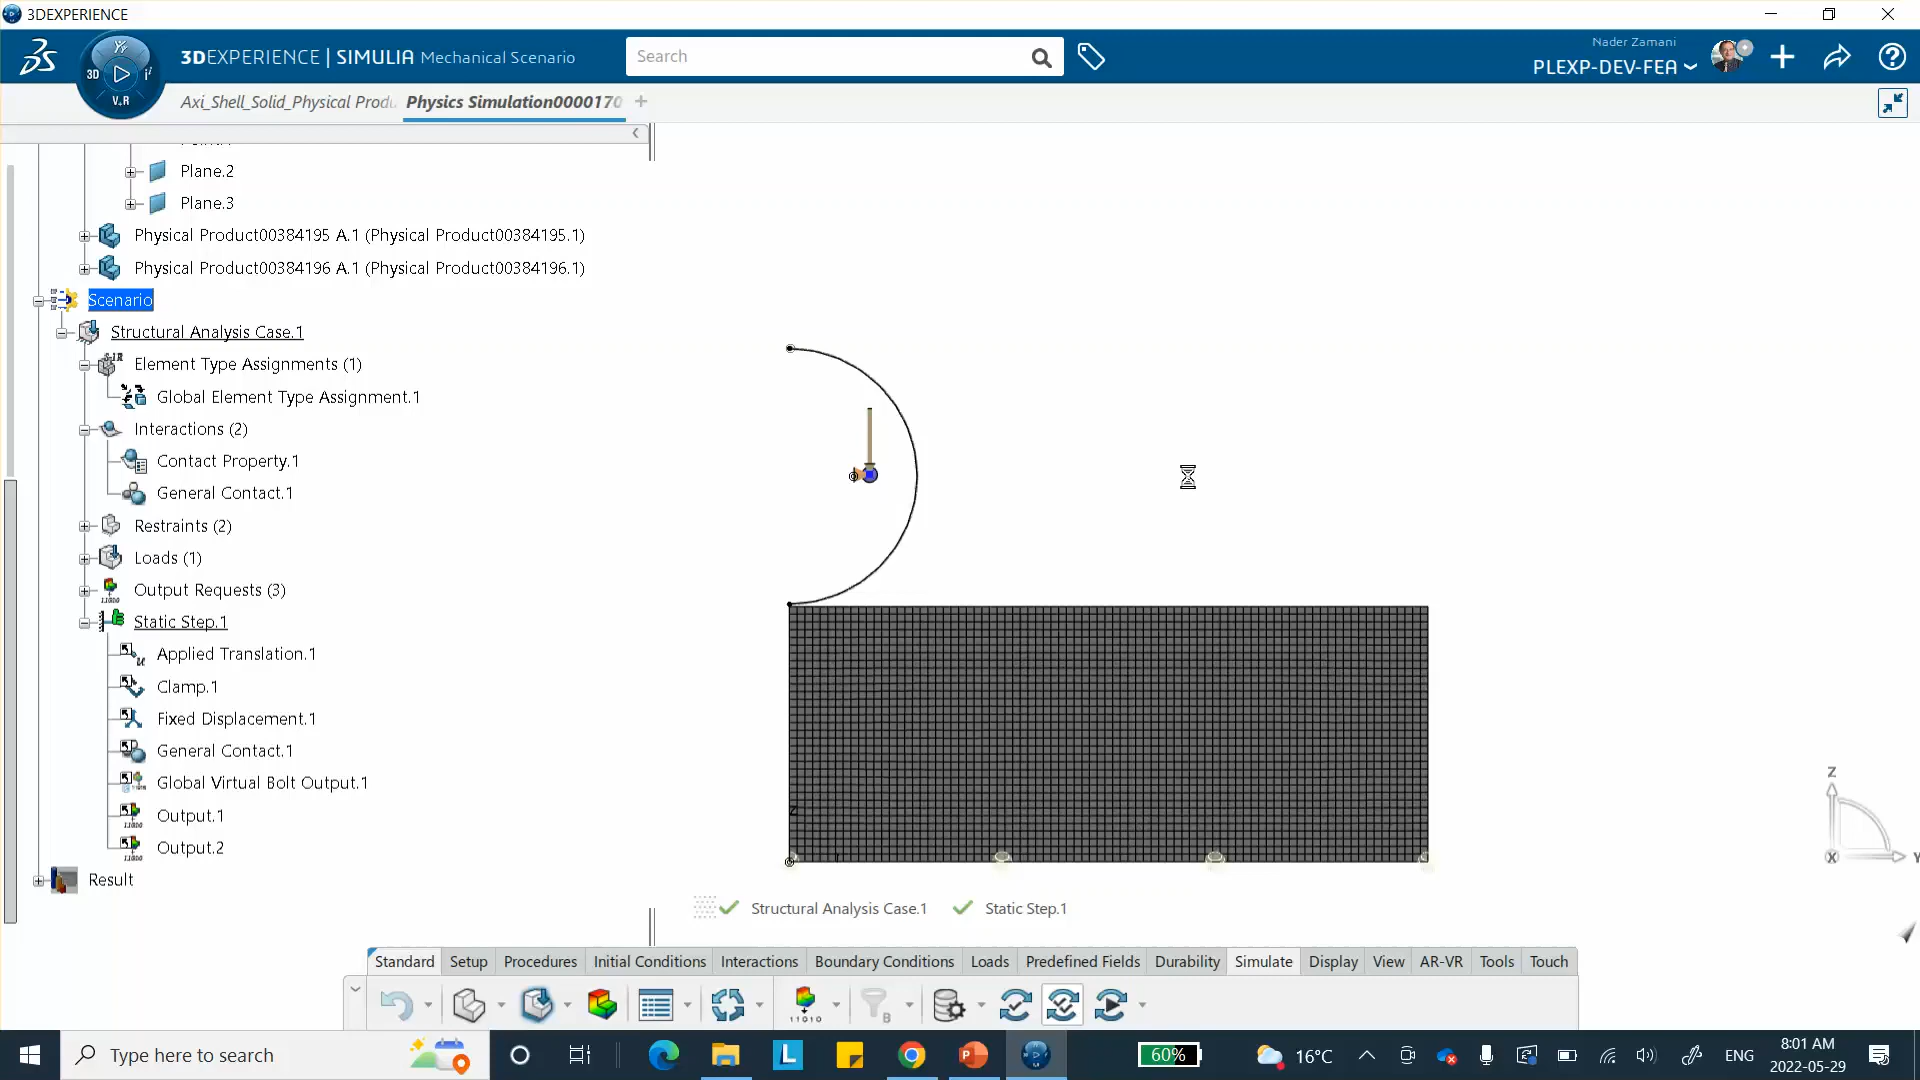 3DEXPERIENCE
3DEXPERIENCE | SIMULIA Mechanical Scenario
Search
Nader Zamani
PLEXP-DEV-FEA
3D
V.R
Axi_Shell_Solid_Physical Produ
Physics Simulation0000170
Plane.2
Plane.3
Physical Product00384195 A.1 (Physical Product00384195.1)
Physical Product00384196 A.1 (Physical Product00384196.1)
Scenario
Structural Analysis Case.1
Element Type Assignments (1)
Global Element Type Assignment.1
Interactions (2)
Contact Property.1
General Contact.1
Restraints (2)
Loads (1)
Output Requests (3)
Static Step.1
Applied Translation.1
Clamp.1
Fixed Displacement.1
General Contact.1
Global Virtual Bolt Output.1
Output.1
Output.2
Result
Z
Z
X
Y
Structural Analysis Case.1
Static Step.1
Standard
Setup
Procedures
Initial Conditions
Interactions
Boundary Conditions
Loads
Predefined Fields
Durability
Simulate
Display
View
AR-VR
Tools
Touch
Type here to search
60%
16°C
ENG
8:01 AM
2022-05-29